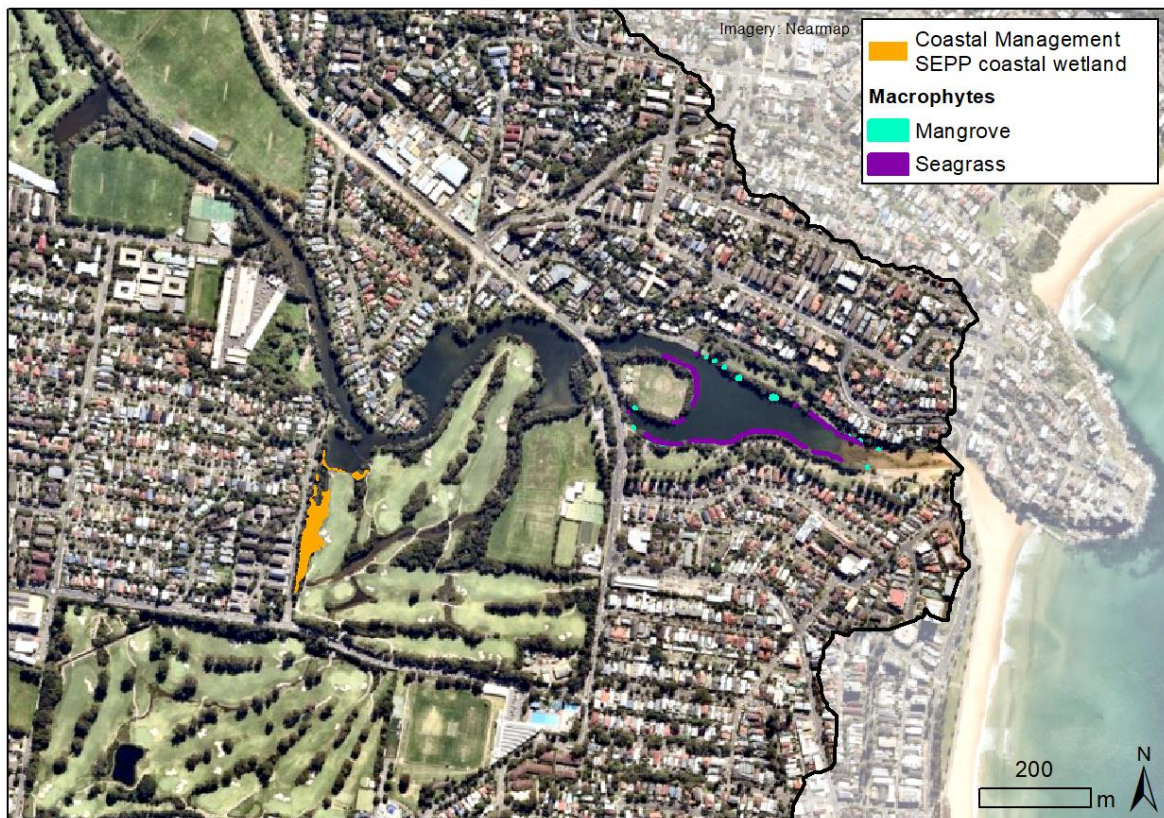 Imagery: Nearmap
Coastal Management
SEPP coastal wetland
Macrophytes
Mangrove
Seagrass
N
200
m